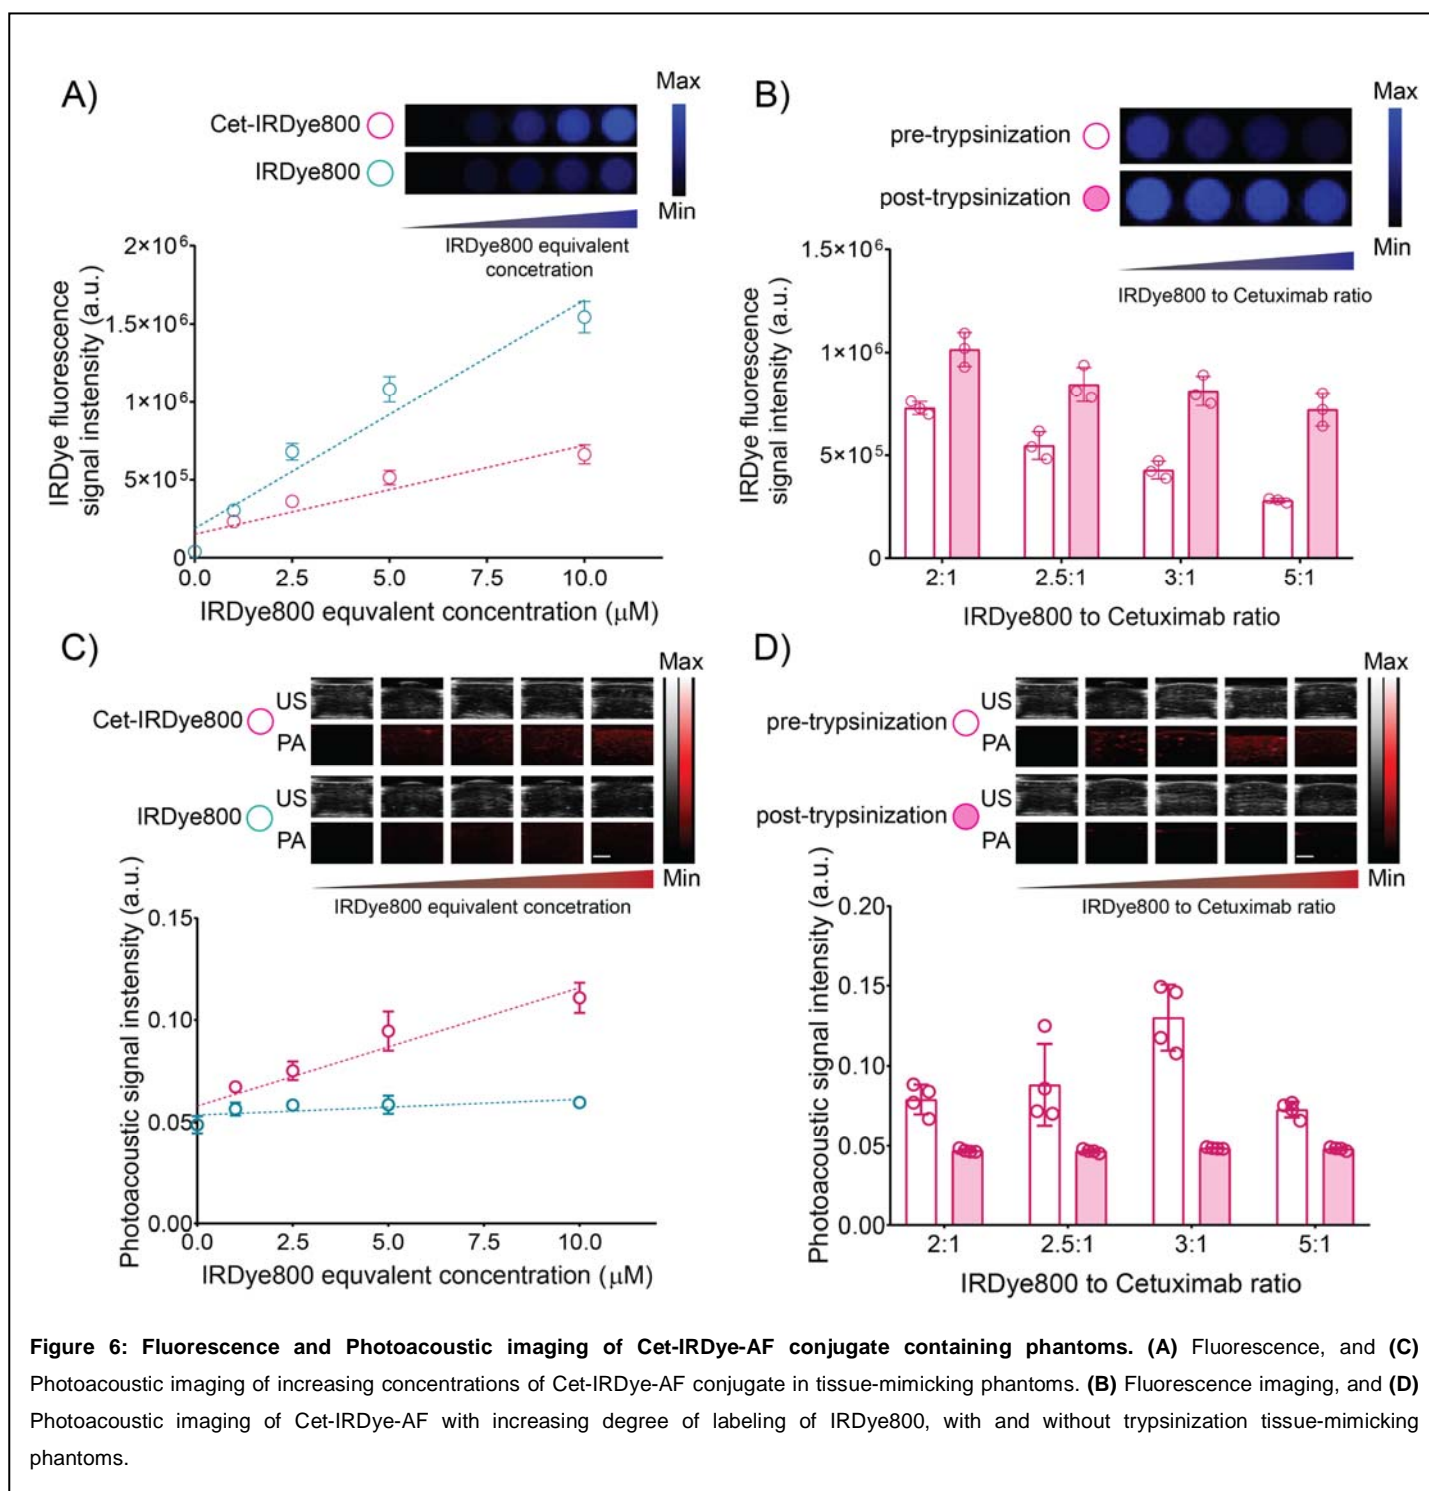 A)
Max
Cet-IRDye800
IRDye800
Min
IRDye800 equivalent
concetration
2×10⁶
1.5×10⁶
1×10⁶
5×10⁵
0
IRDye fluorescence
signal instensity (a.u.)
0.0 2.5 5.0 7.5 10.0
IRDye800 equvalent concentration (μM)
B)
Max
pre-trypsinization
post-trypsinization
Min
IRDye800 to Cetuximab ratio
1.5×10⁶
1×10⁶
5×10⁵
0
IRDye fluorescence
signal intensity (a.u.)
2:1 2.5:1 3:1 5:1
IRDye800 to Cetuximab ratio
C)
Max
Cet-IRDye800
US
PA
IRDye800
US
PA
Min
IRDye800 equivalent concetration
0.15
0.10
0.05
0.00
Photoacoustic signal instensity (a.u.)
0.0 2.5 5.0 7.5 10.0
IRDye800 equvalent concentration (μM)
D)
Max
pre-trypsinization
US
PA
post-trypsinization
US
PA
Min
IRDye800 to Cetuximab ratio
0.20
0.15
0.10
0.05
0.00
Photoacoustic signal intensity (a.u.)
2:1 2.5:1 3:1 5:1
IRDye800 to Cetuximab ratio
Figure 6: Fluorescence and Photoacoustic imaging of Cet-IRDye-AF conjugate containing phantoms. (A) Fluorescence, and (C)
Photoacoustic imaging of increasing concentrations of Cet-IRDye-AF conjugate in tissue-mimicking phantoms. (B) Fluorescence imaging, and (D)
Photoacoustic imaging of Cet-IRDye-AF with increasing degree of labeling of IRDye800, with and without trypsinization tissue-mimicking
phantoms.